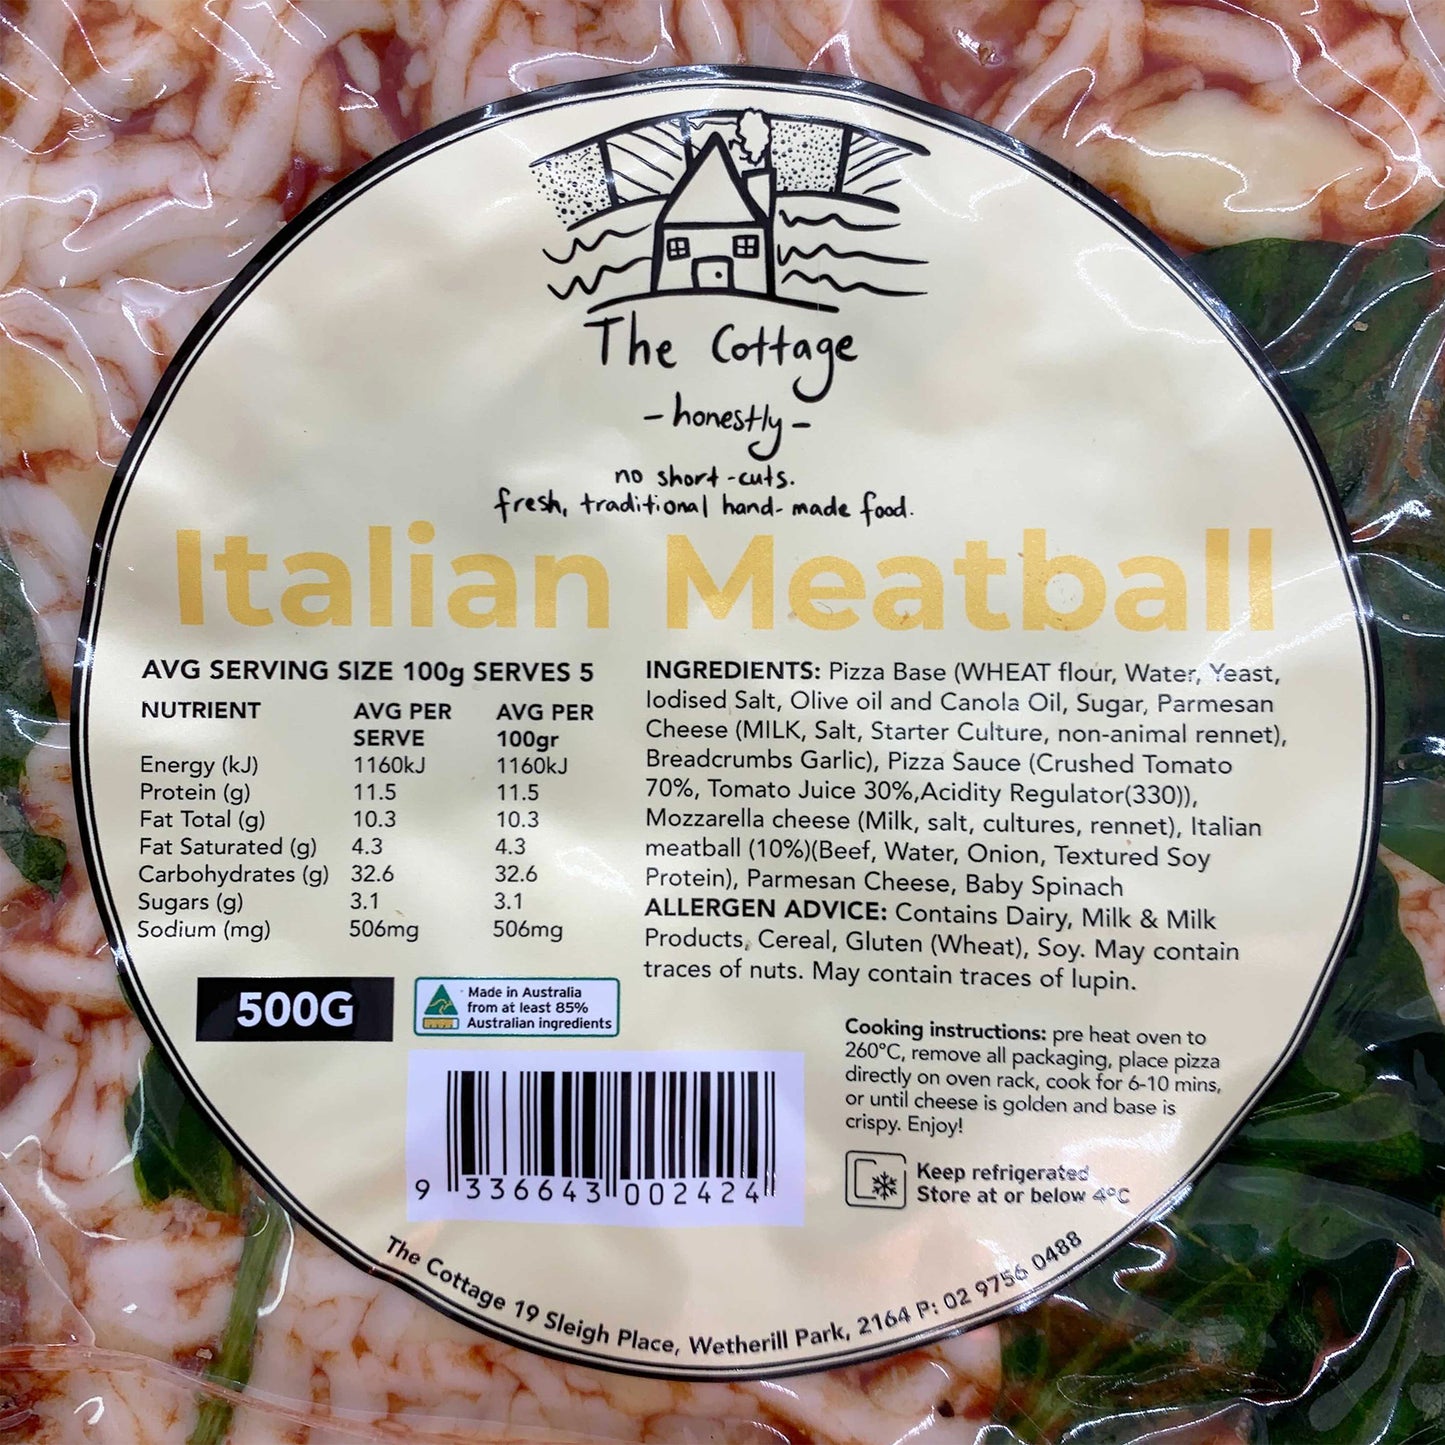 The Cottage
- honestly -
no short-cuts.
fresh, traditional hand-made food.
Italian Meatball
AVG SERVING SIZE 100g SERVES 5
NUTRIENT AVG PER SERVE AVG PER 100gr
Energy (kJ) 1160kJ 1160kJ
Protein (g) 11.5 11.5
Fat Total (g) 10.3 10.3
Fat Saturated (g) 4.3 4.3
Carbohydrates (g) 32.6 32.6
Sugars (g) 3.1 3.1
Sodium (mg) 506mg 506mg
500G
Made in Australia
from at least 85%
Australian ingredients
INGREDIENTS: Pizza Base (WHEAT flour, Water, Yeast,
Iodised Salt, Olive oil and Canola Oil, Sugar, Parmesan
Cheese (MILK, Salt, Starter Culture, non-animal rennet),
Breadcrumbs Garlic), Pizza Sauce (Crushed Tomato
70%, Tomato Juice 30%,Acidity Regulator(330)),
Mozzarella cheese (Milk, salt, cultures, rennet), Italian
meatball (10%)(Beef, Water, Onion, Textured Soy
Protein), Parmesan Cheese, Baby Spinach
ALLERGEN ADVICE: Contains Dairy, Milk & Milk
Products, Cereal, Gluten (Wheat), Soy. May contain
traces of nuts. May contain traces of lupin.
Cooking instructions: pre heat oven to
260°C, remove all packaging, place pizza
directly on oven rack, cook for 6-10 mins,
or until cheese is golden and base is
crispy. Enjoy!
Keep refrigerated
Store at or below 4°C
9 336643 002424
The Cottage 19 Sleigh Place, Wetherill Park, 2164 P: 02 9756 0488